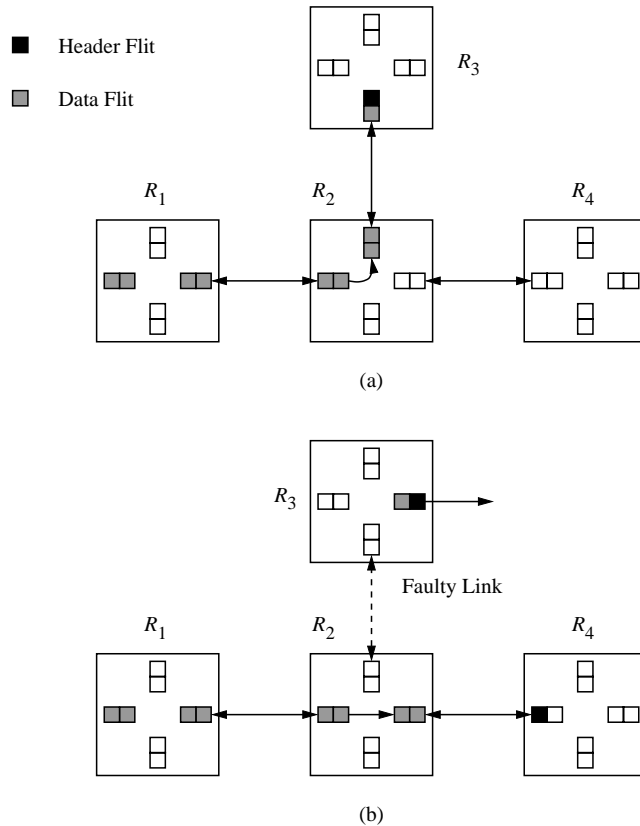 Header Flit
R3
Data Flit
R1
R2
R4
(a)
R3
Faulty Link
R1
R2
R4
(b)